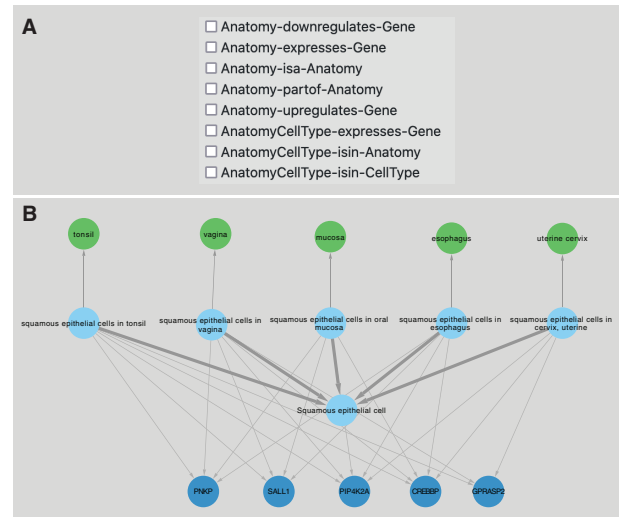 A
Anatomy-downregulates-Gene
Anatomy-expresses-Gene
Anatomy-isa-Anatomy
Anatomy-partof-Anatomy
Anatomy-upregulates-Gene
AnatomyCellType-expresses-Gene
AnatomyCellType-isin-Anatomy
AnatomyCellType-isin-CellType
B
tonsil
vagina
mucosa
esophagus
uterine cervix
squamous epithelial cells in tonsil
squamous epithelial cells in
vagina
squamous epithelial cells in oral
mucosa
squamous epithelial cells in
esophagus
squamous epithelial cells in
cervix, uterine
Squamous epithelial cell
PNKP
SALL1
PIP4K2A
CREBBP
GPRASP2